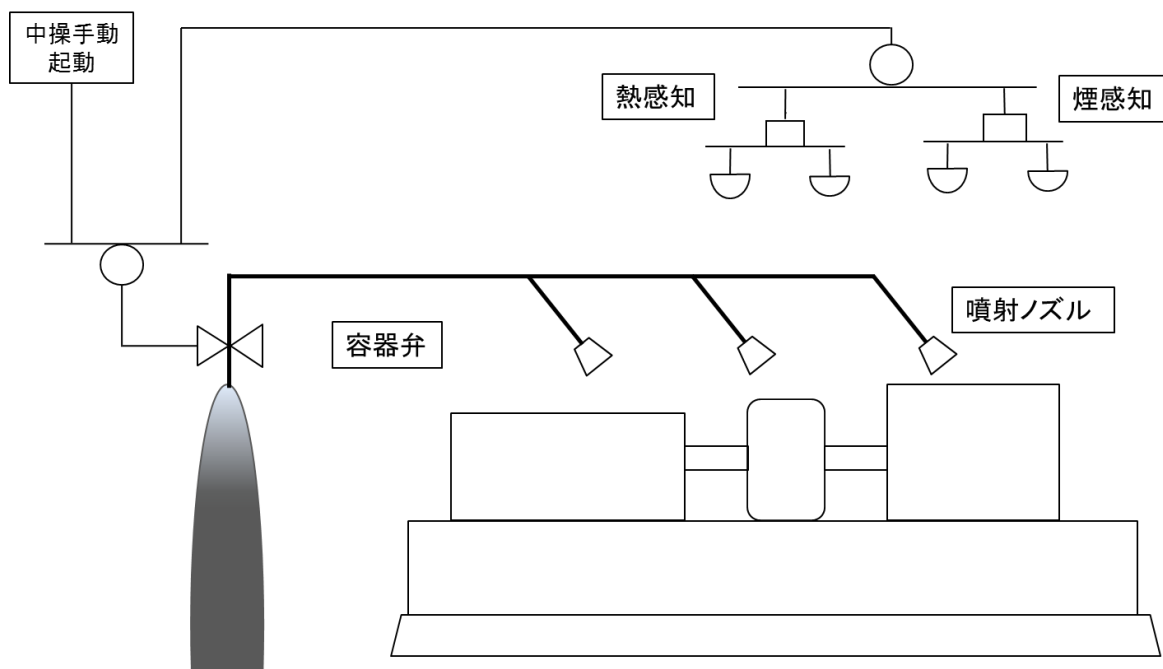 中操手動
起動
熱感知
煙感知
噴射ノズル
容器弁